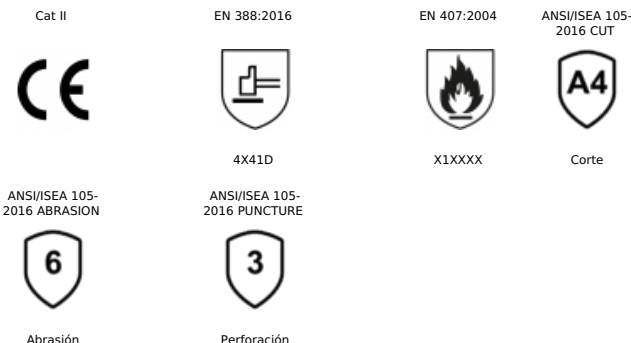 Cat II
EN 388:2016
EN 407:2004
ANSI/ISEA 105-
2016 CUT
CE
A4
4X41D
X1XXXX
Corte
ANSI/ISEA 105-
2016 ABRASION
ANSI/ISEA 105-
2016 PUNCTURE
6
3
Abrasión
Perforación